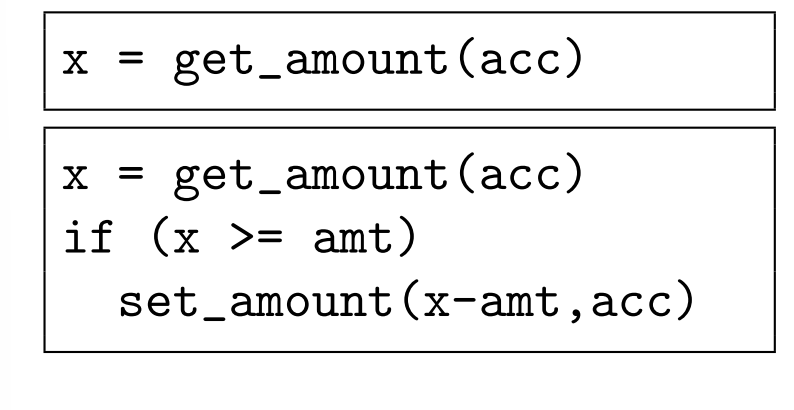 x = get_amount(acc)
x = get_amount(acc)
if (x >= amt)
  set_amount(x-amt,acc)